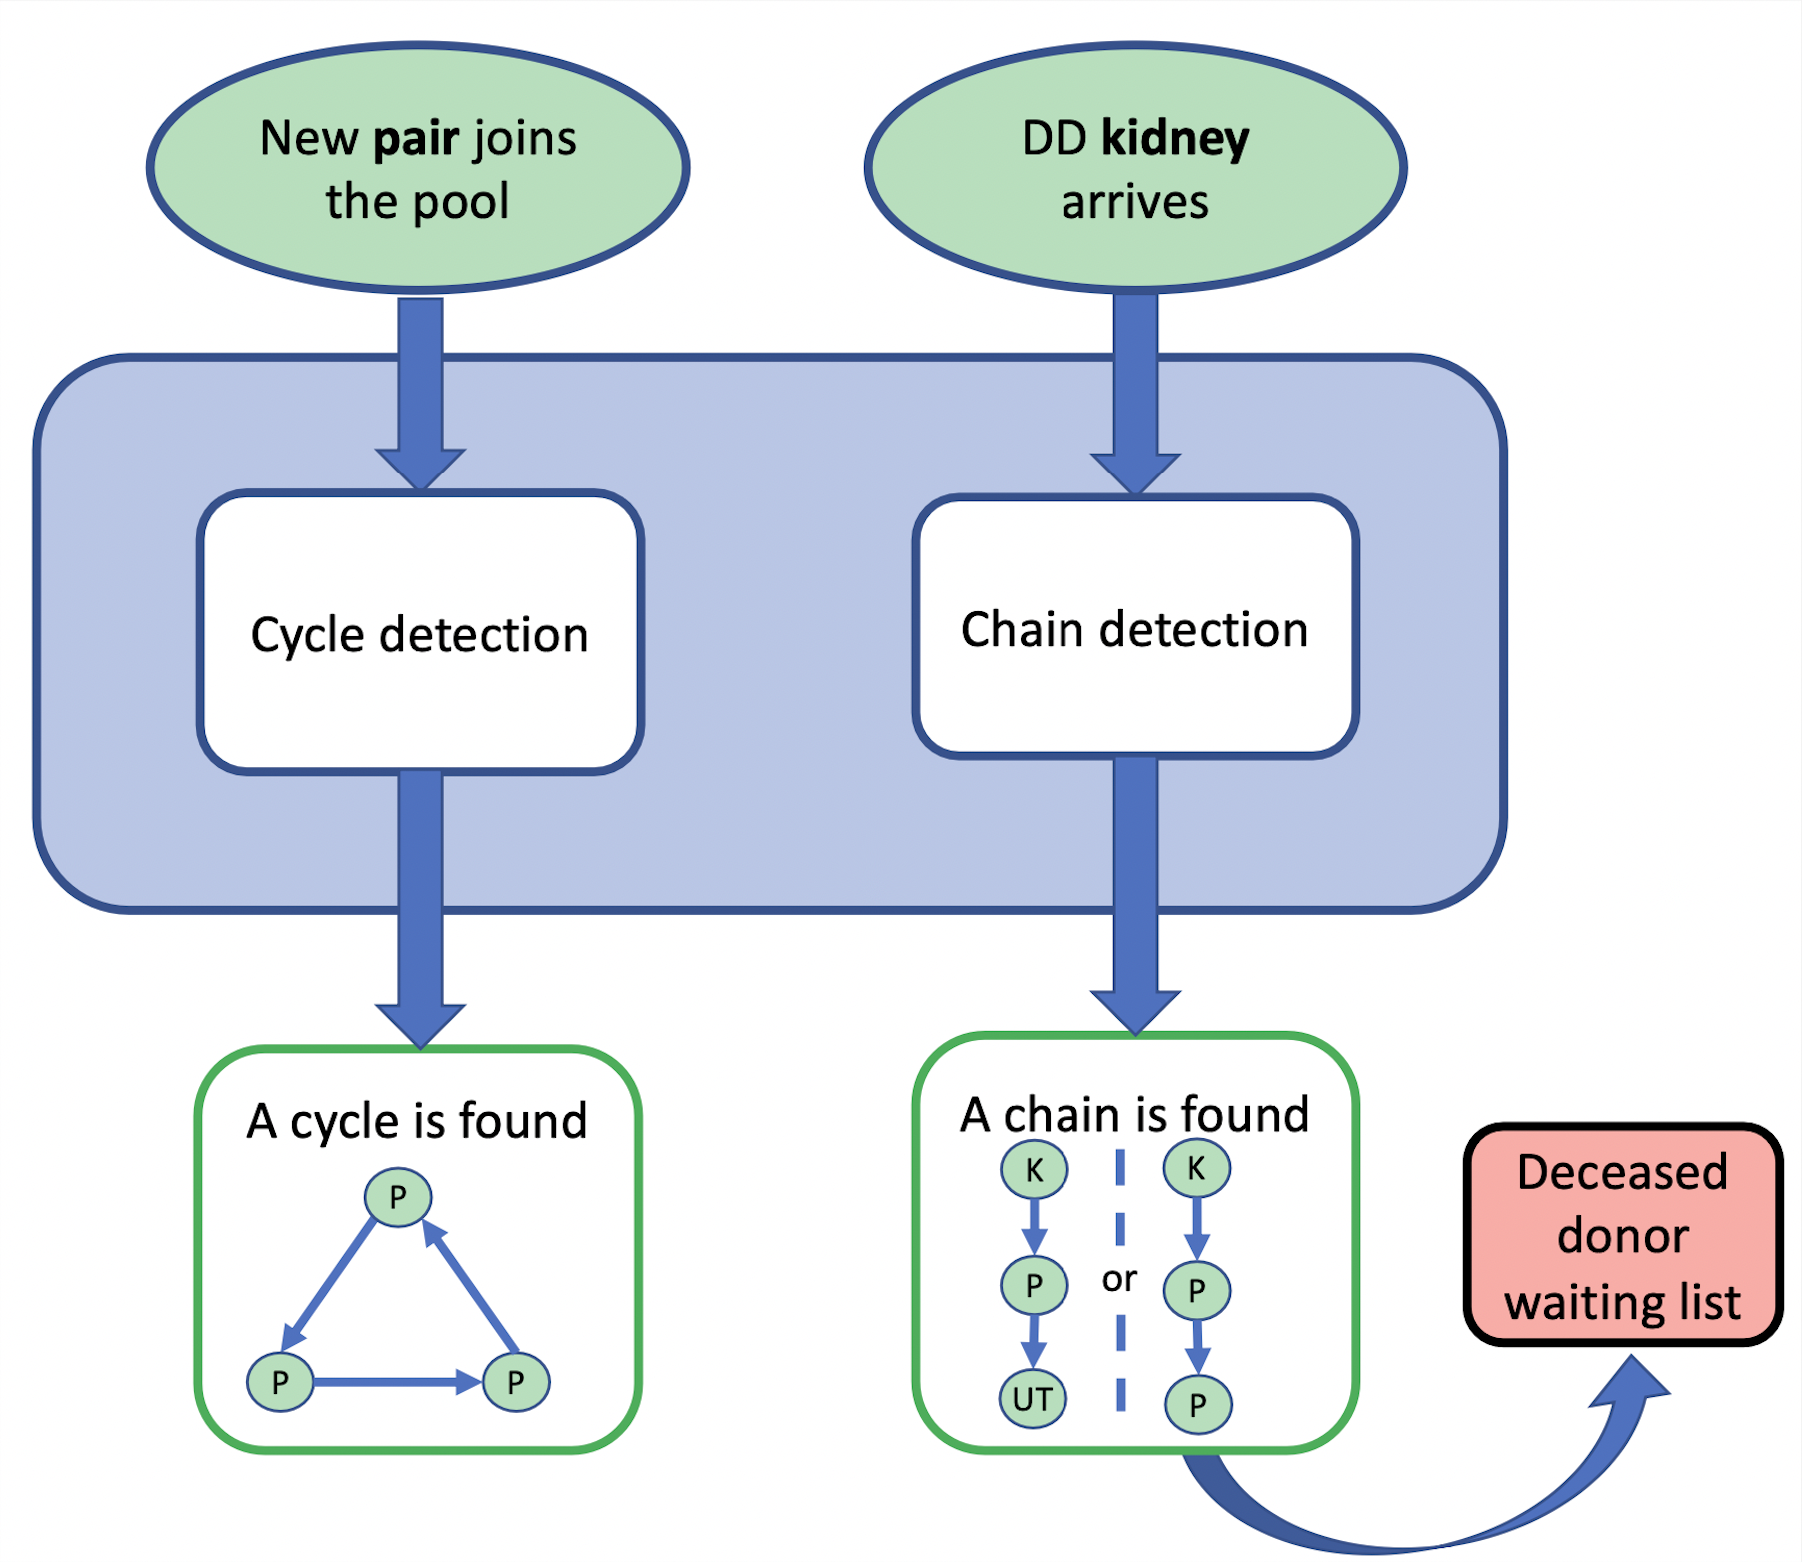 New pair joins
the pool
DD kidney
arrives
Cycle detection
Chain detection
A cycle is found
P
P
P
A chain is found
K
K
P
or
P
UT
P
Deceased
donor
waiting list